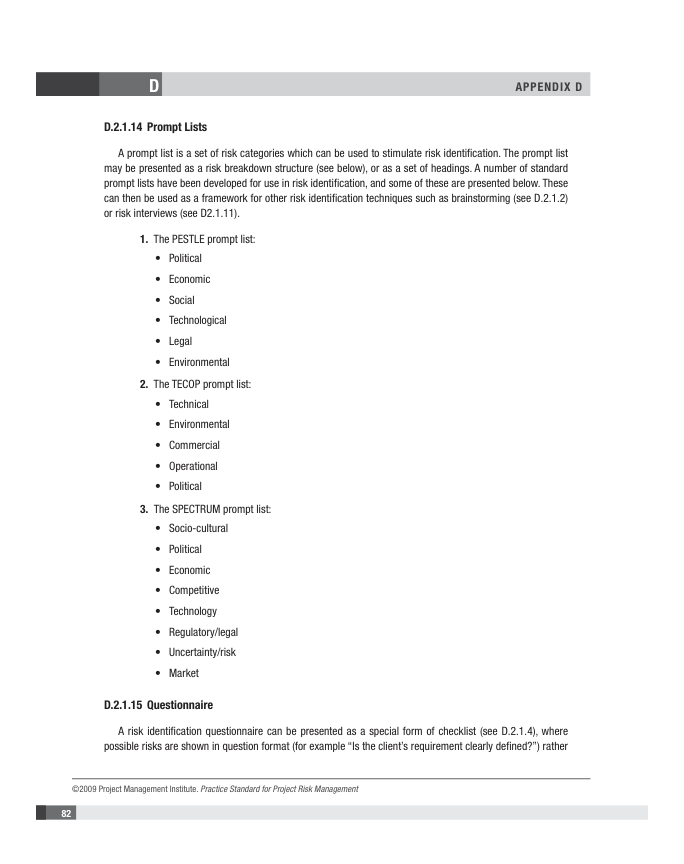 D
APPENDIX D
D.2.1.14 Prompt Lists
A prompt list is a set of risk categories which can be used to stimulate risk identification. The prompt list
may be presented as a risk breakdown structure (see below), or as a set of headings. A number of standard
prompt lists have been developed for use in risk identification, and some of these are presented below. These
can then be used as a framework for other risk identification techniques such as brainstorming (see D.2.1.2)
or risk interviews (see D2.1.11).
1. The PESTLE prompt list:
• Political
• Economic
• Social
• Technological
• Legal
• Environmental
2. The TECOP prompt list:
• Technical
• Environmental
• Commercial
• Operational
• Political
3. The SPECTRUM prompt list:
• Socio-cultural
• Political
• Economic
• Competitive
• Technology
• Regulatory/legal
• Uncertainty/risk
• Market
D.2.1.15 Questionnaire
A risk identification questionnaire can be presented as a special form of checklist (see D.2.1.4), where
possible risks are shown in question format (for example “Is the client’s requirement clearly defined?”) rather
©2009 Project Management Institute. Practice Standard for Project Risk Management
82